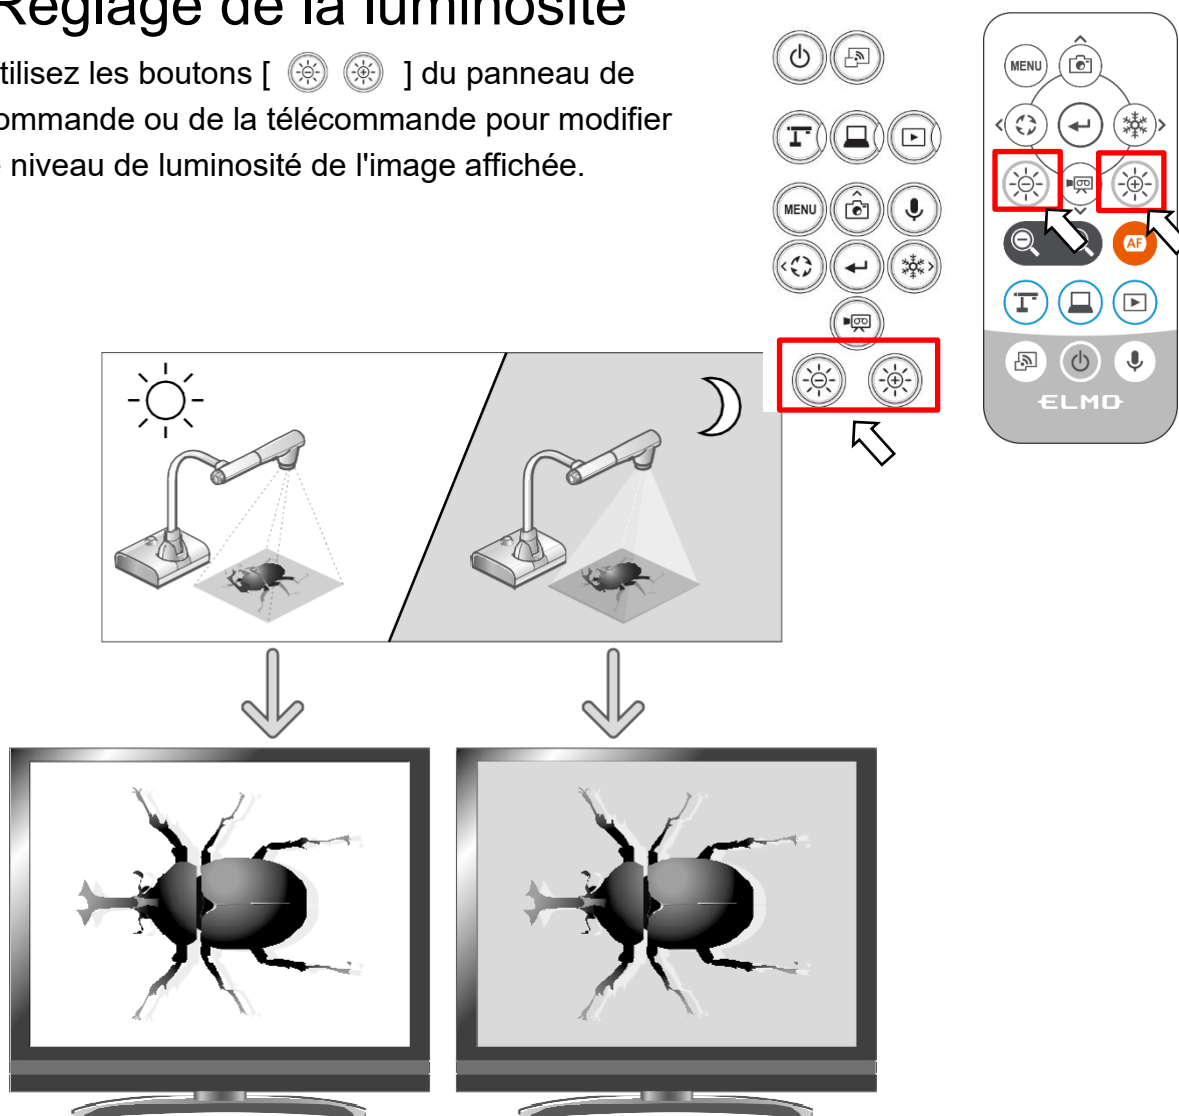 Réglage de la luminosité
tilisez les boutons [ ] du panneau de
ommande ou de la télécommande pour modifier
e niveau de luminosité de l'image affichée.
MENU
MENU
AF
ELMO